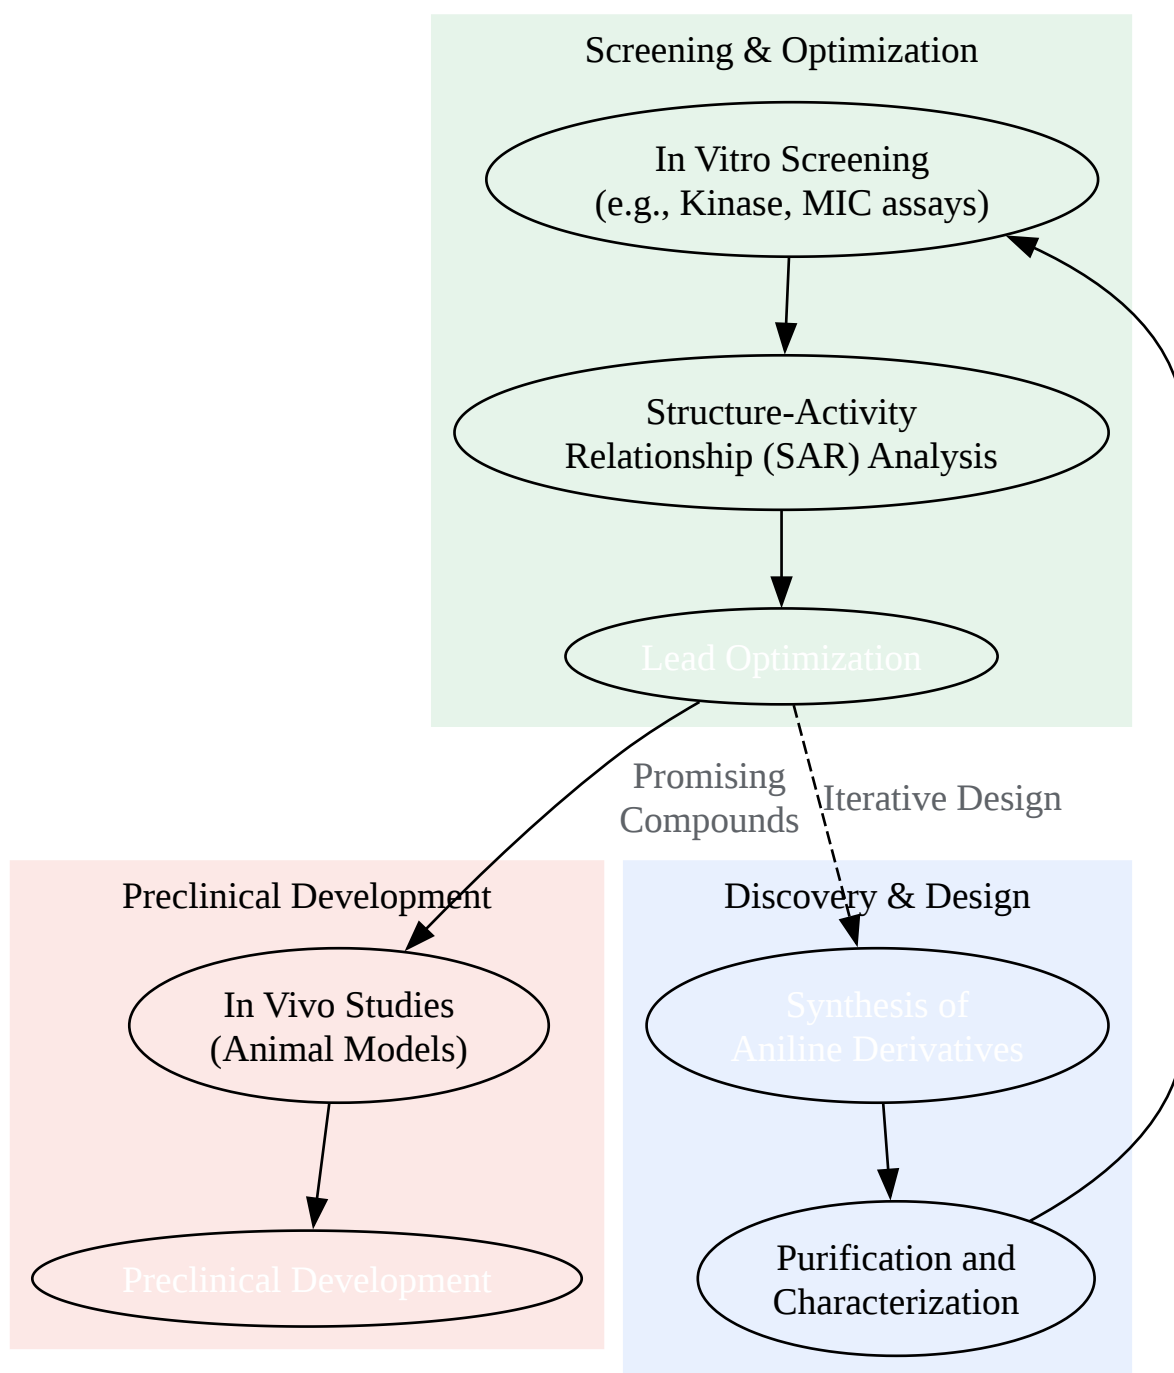 Screening & Optimization
In Vitro Screening
(e.g., Kinase, MIC assays)
Structure-Activity
Relationship (SAR) Analysis
Lead Optimization
Promising
Compounds
Iterative Design
Preclinical Development
In Vivo Studies
(Animal Models)
Preclinical Development
Discovery & Design
Synthesis of
Aniline Derivatives
Purification and
Characterization